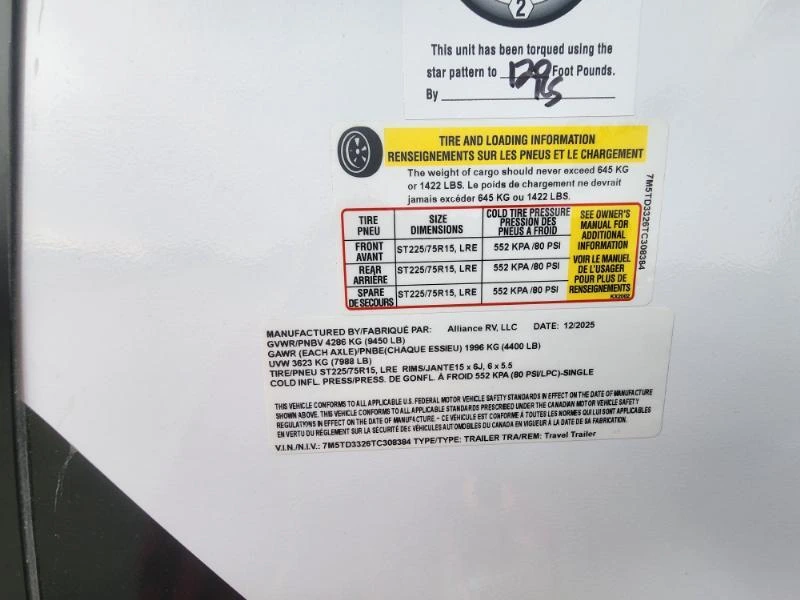 2
This unit has been torqued using the
star pattern to Foot Pounds.
By
TIRE AND LOADING INFORMATION
RENSEIGNEMENTS SUR LES PNEUS ET LE CHARGEMENT
The weight of cargo should never exceed 645 KG
or 1422 LBS. Le poids de chargement ne devrait
jamais excéder 645 KG ou 1422 LBS.
7M5TD3326TC308384
TIRE SIZE COLD TIRE PRESSURE
PNEU DIMENSIONS PRESSION DES
PNEUS A FROID
FRONT
AVANT ST225/75R15, LRE 552 KPA /80 PSI
REAR
ARRIÈRE ST225/75R15, LRE 552 KPA /80 PSI
SPARE
DE SECOURS ST225/75R15, LRE 552 KPA /80 PSI
SEE OWNER'S
MANUAL FOR
ADDITIONAL
INFORMATION
VOIR LE MANUEL
DE L'USAGER
POUR PLUS DE
RENSEIGNEMENTS
KX2002
MANUFACTURED BY/FABRIQUÉ PAR: Alliance RV, LLC DATE: 12/2025
GVWR/PNBV 4286 KG (9450 LB)
GAWR (EACH AXLE)/PNBE(CHAQUE ESSIEU) 1996 KG (4400 LB)
UVW 3623 KG (7988 LB)
TIRE/PNEU ST225/75R15, LRE RIMS/JANTE15 x 6J, 6 x 5.5
COLD INFL. PRESS/PRESS. DE GONFL. À FROID 552 KPA (80 PSI/LPC)-SINGLE
THIS VEHICLE CONFORMS TO ALL APPLICABLE U.S. FEDERAL MOTOR VEHICLE SAFETY STANDARDS IN EFFECT ON THE DATE OF MANUFACTURE
SHOWN ABOVE. THIS VEHICLE CONFORMS TO ALL APPLICABLE STANDARDS PRESCRIBED UNDER THE CANADIAN MOTOR VEHICLE SAFETY
REGULATIONS IN EFFECT ON THE DATE OF MANUFACTURE - CE VÉHICULE EST CONFORME À TOUTES LES NORMES QUI LUI SONT APPLICABLES
EN VERTU DU RÈGLEMENT SUR LA SÉCURITÉ DES VÉHICULES AUTOMOBILES DU CANADA EN VIGUEUR À LA DATE DE SA FABRICATION.
V.I.N./N.I.V.: 7M5TD3326TC308384 TYPE/TYPE: TRAILER TRA/REM: Travel Trailer